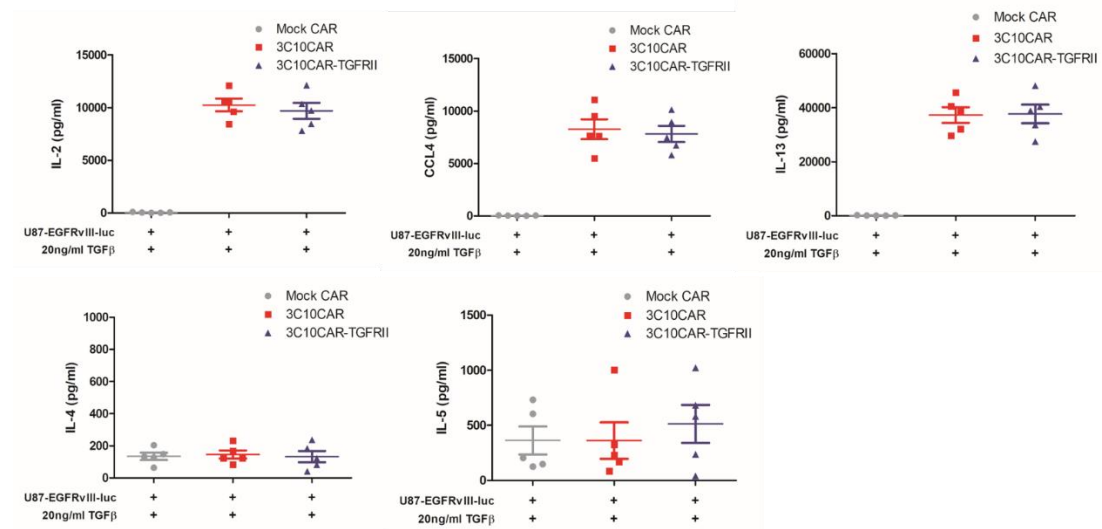 Mock CAR
3C10CAR
3C10CAR-TGFRII
IL-2 (pg/ml)
15000
10000
5000
0
U87-EGFRvIII-luc + + +
20ng/ml TGFβ + + +
Mock CAR
3C10CAR
3C10CAR-TGFRII
CCL4 (pg/ml)
15000
10000
5000
0
U87-EGFRvIII-luc + + +
20ng/ml TGFβ + + +
Mock CAR
3C10CAR
3C10CAR-TGFRII
IL-13 (pg/ml)
60000
40000
20000
0
U87-EGFRvIII-luc + + +
20ng/ml TGFβ + + +
Mock CAR
3C10CAR
3C10CAR-TGFRII
IL-4 (pg/ml)
1000
800
600
400
200
0
U87-EGFRvIII-luc + + +
20ng/ml TGFβ + + +
Mock CAR
3C10CAR
3C10CAR-TGFRII
IL-5 (pg/ml)
1500
1000
500
0
U87-EGFRvIII-luc + + +
20ng/ml TGFβ + + +